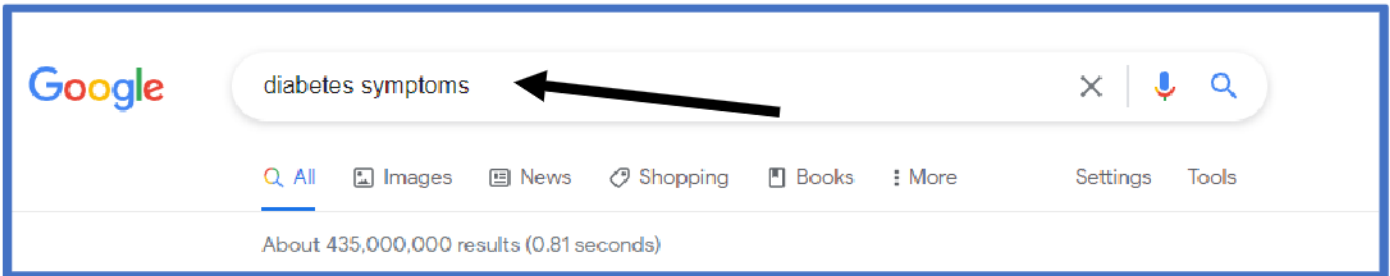 Google diabetes symptoms
All Images News Shopping Books More Settings Tools
About 435,000,000 results (0.81 seconds)